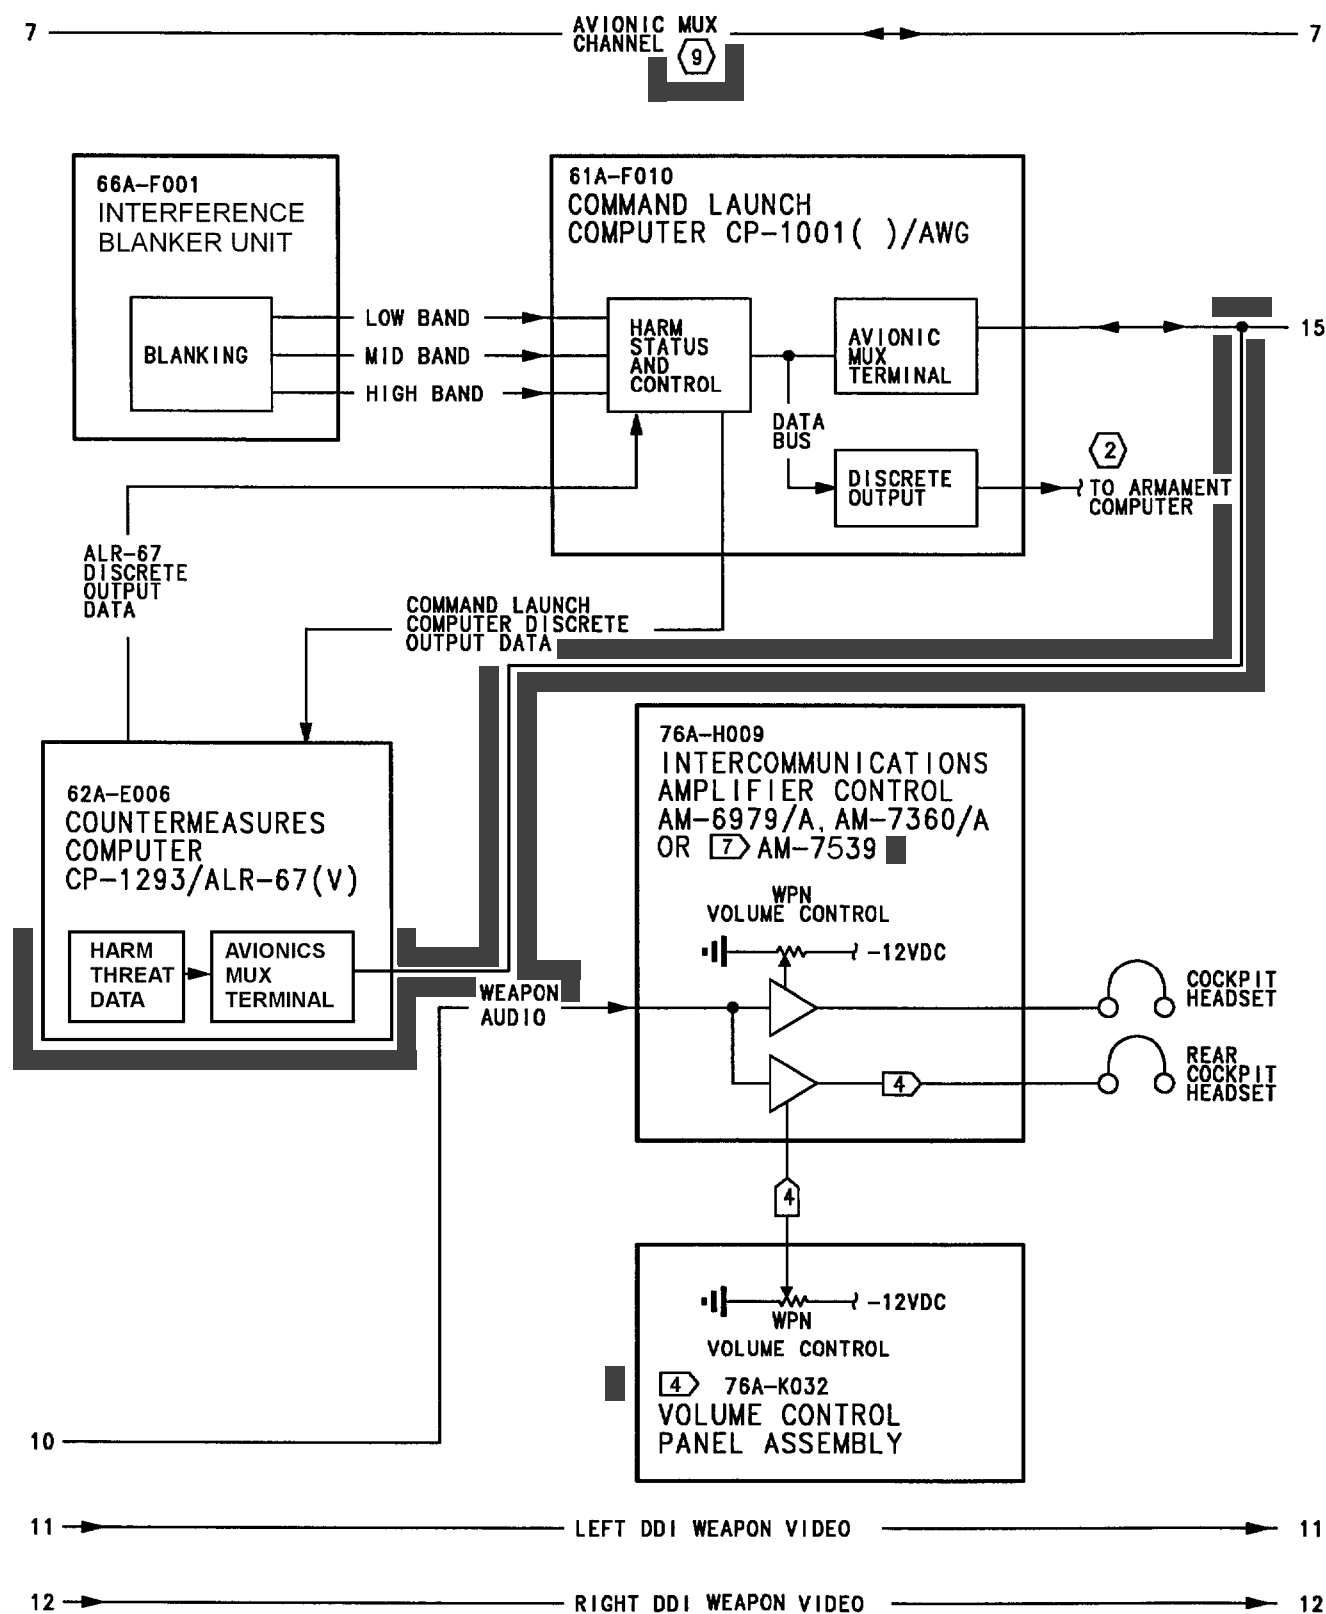 7
AVIONIC MUX
CHANNEL
9
7
66A-F001
INTERFERENCE
BLANKER UNIT
BLANKING
LOW BAND
MID BAND
HIGH BAND
61A-F010
COMMAND LAUNCH
COMPUTER CP-1001( )/AWG
HARM
STATUS
AND
CONTROL
AVIONIC
MUX
TERMINAL
DATA
BUS
DISCRETE
OUTPUT
15
2
TO ARMAMENT
COMPUTER
ALR-67
DISCRETE
OUTPUT
DATA
COMMAND LAUNCH
COMPUTER DISCRETE
OUTPUT DATA
62A-E006
COUNTERMEASURES
COMPUTER
CP-1293/ALR-67(V)
HARM
THREAT
DATA
AVIONICS
MUX
TERMINAL
WEAPON
AUDIO
76A-H009
INTERCOMMUNICATIONS
AMPLIFIER CONTROL
AM-6979/A, AM-7360/A
OR 7 AM-7539
WPN
VOLUME CONTROL
-12VDC
COCKPIT
HEADSET
4
REAR
COCKPIT
HEADSET
4
-12VDC
WPN
VOLUME CONTROL
4 76A-K032
VOLUME CONTROL
PANEL ASSEMBLY
10
11 LEFT DDI WEAPON VIDEO 11
12 RIGHT DDI WEAPON VIDEO 12